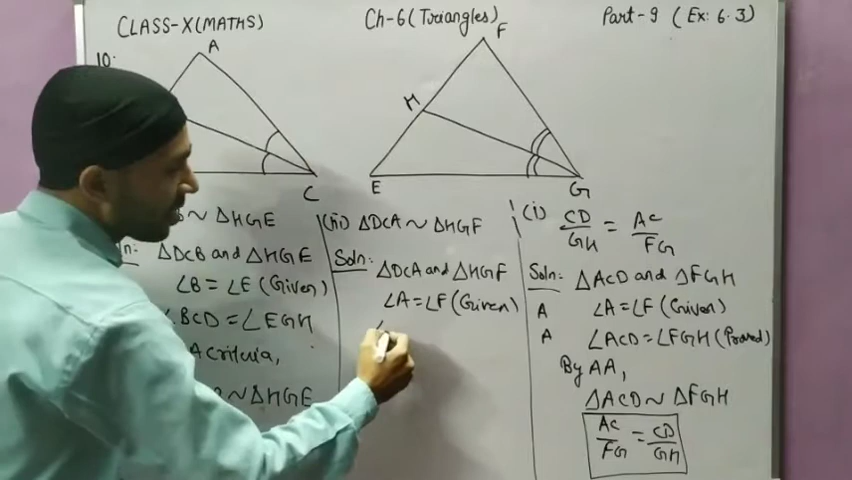 CLASS-X(MATHS)
Ch-6(Triangles)
Part-9 (Ex: 6.3)
10.
A
C
F
H
E
G
~ ΔHGE
ΔDCB and ΔHGE
∠B = ∠E (Given)
∠BCD = ∠EGH
A criteria,
~ ΔHGE
(iii) ΔDCA ~ ΔHGF
Soln:
ΔDCA and ΔHGF
∠A = ∠F (Given)
∠
(i) CD/GH = AC/FG
Soln: ΔACD and ΔFGH
A ∠A = ∠F (Given)
A ∠ACD = ∠FGH (Proved)
By AA,
ΔACD ~ ΔFGH
AC/FG = CD/GH